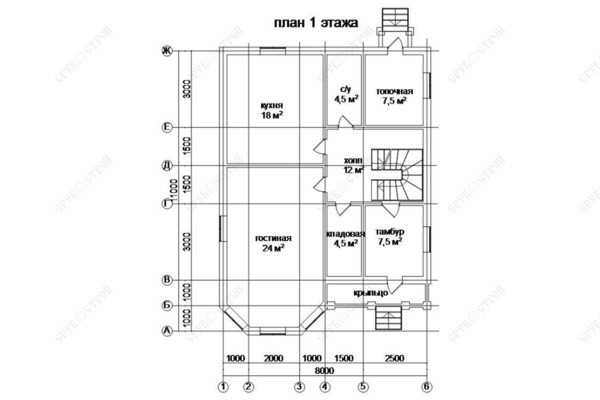 план 1 этажа
Ж
Е
Д
Г
В
Б
А
3000
1500
1500
3000
1000
1000
11000
кухня
18 м²
с/у
4,5 м²
топочная
7,5 м²
холл
12 м²
гостиная
24 м²
кладовая
4,5 м²
тамбур
7,5 м²
крыльцо
1000 2000 1000 1500 2500
8000
1 2 3 4 5 6